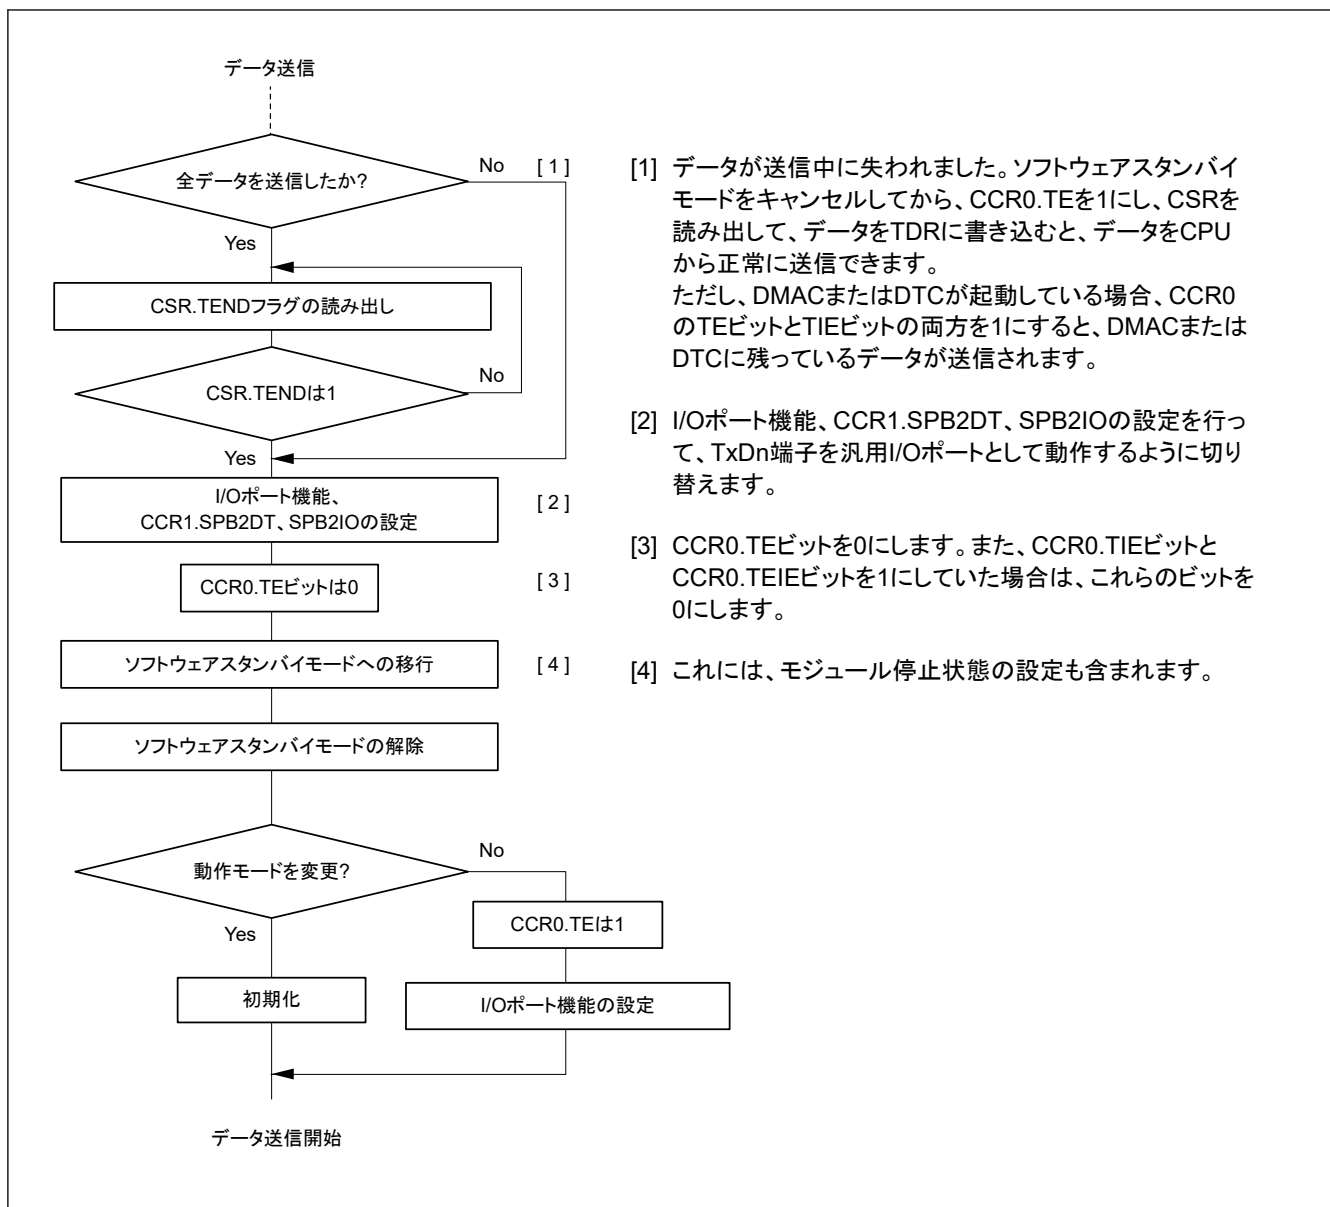 データ送信
全データを送信したか?
No
[ 1 ]
Yes
CSR.TENDフラグの読み出し
CSR.TENDは1
No
Yes
I/Oポート機能、
CCR1.SPB2DT、SPB2IOの設定
[ 2 ]
CCR0.TEビットは0
[ 3 ]
ソフトウェアスタンバイモードへの移行
[ 4 ]
ソフトウェアスタンバイモードの解除
動作モードを変更?
No
Yes
CCR0.TEは1
初期化
I/Oポート機能の設定
データ送信開始
[1] データが送信中に失われました。ソフトウェアスタンバイ
モードをキャンセルしてから、CCR0.TEを1にし、CSRを
読み出して、データをTDRに書き込むと、データをCPU
から正常に送信できます。
ただし、DMACまたはDTCが起動している場合、CCR0
のTEビットとTIEビットの両方を1にすると、DMACまたは
DTCに残っているデータが送信されます。
[2] I/Oポート機能、CCR1.SPB2DT、SPB2IOの設定を行っ
て、TxDn端子を汎用I/Oポートとして動作するように切り
替えます。
[3] CCR0.TEビットを0にします。また、CCR0.TIEビットと
CCR0.TEIEビットを1にしていた場合は、これらのビットを
0にします。
[4] これには、モジュール停止状態の設定も含まれます。